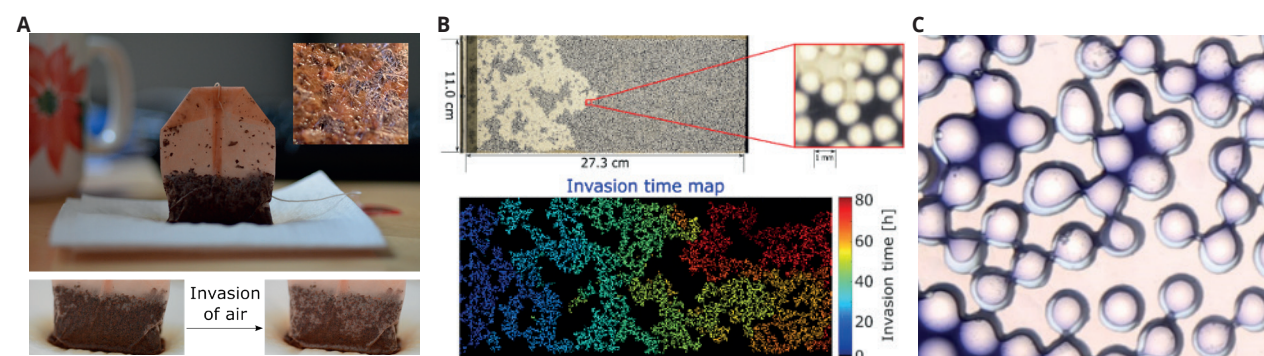 A
Invasion
of air
B
11.0 cm
27.3 cm
1 mm
Invasion time map
80
60
40
20
0
Invasion time [h]
C